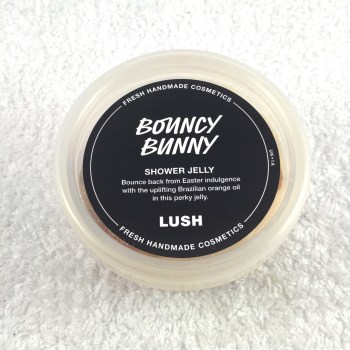 FRESH HANDMADE COSMETICS
BOUNCY
BUNNY
SHOWER JELLY
Bounce back from Easter indulgence
with the uplifting Brazilian orange oil
in this perky jelly.
LUSH
FRESH HANDMADE COSMETICS